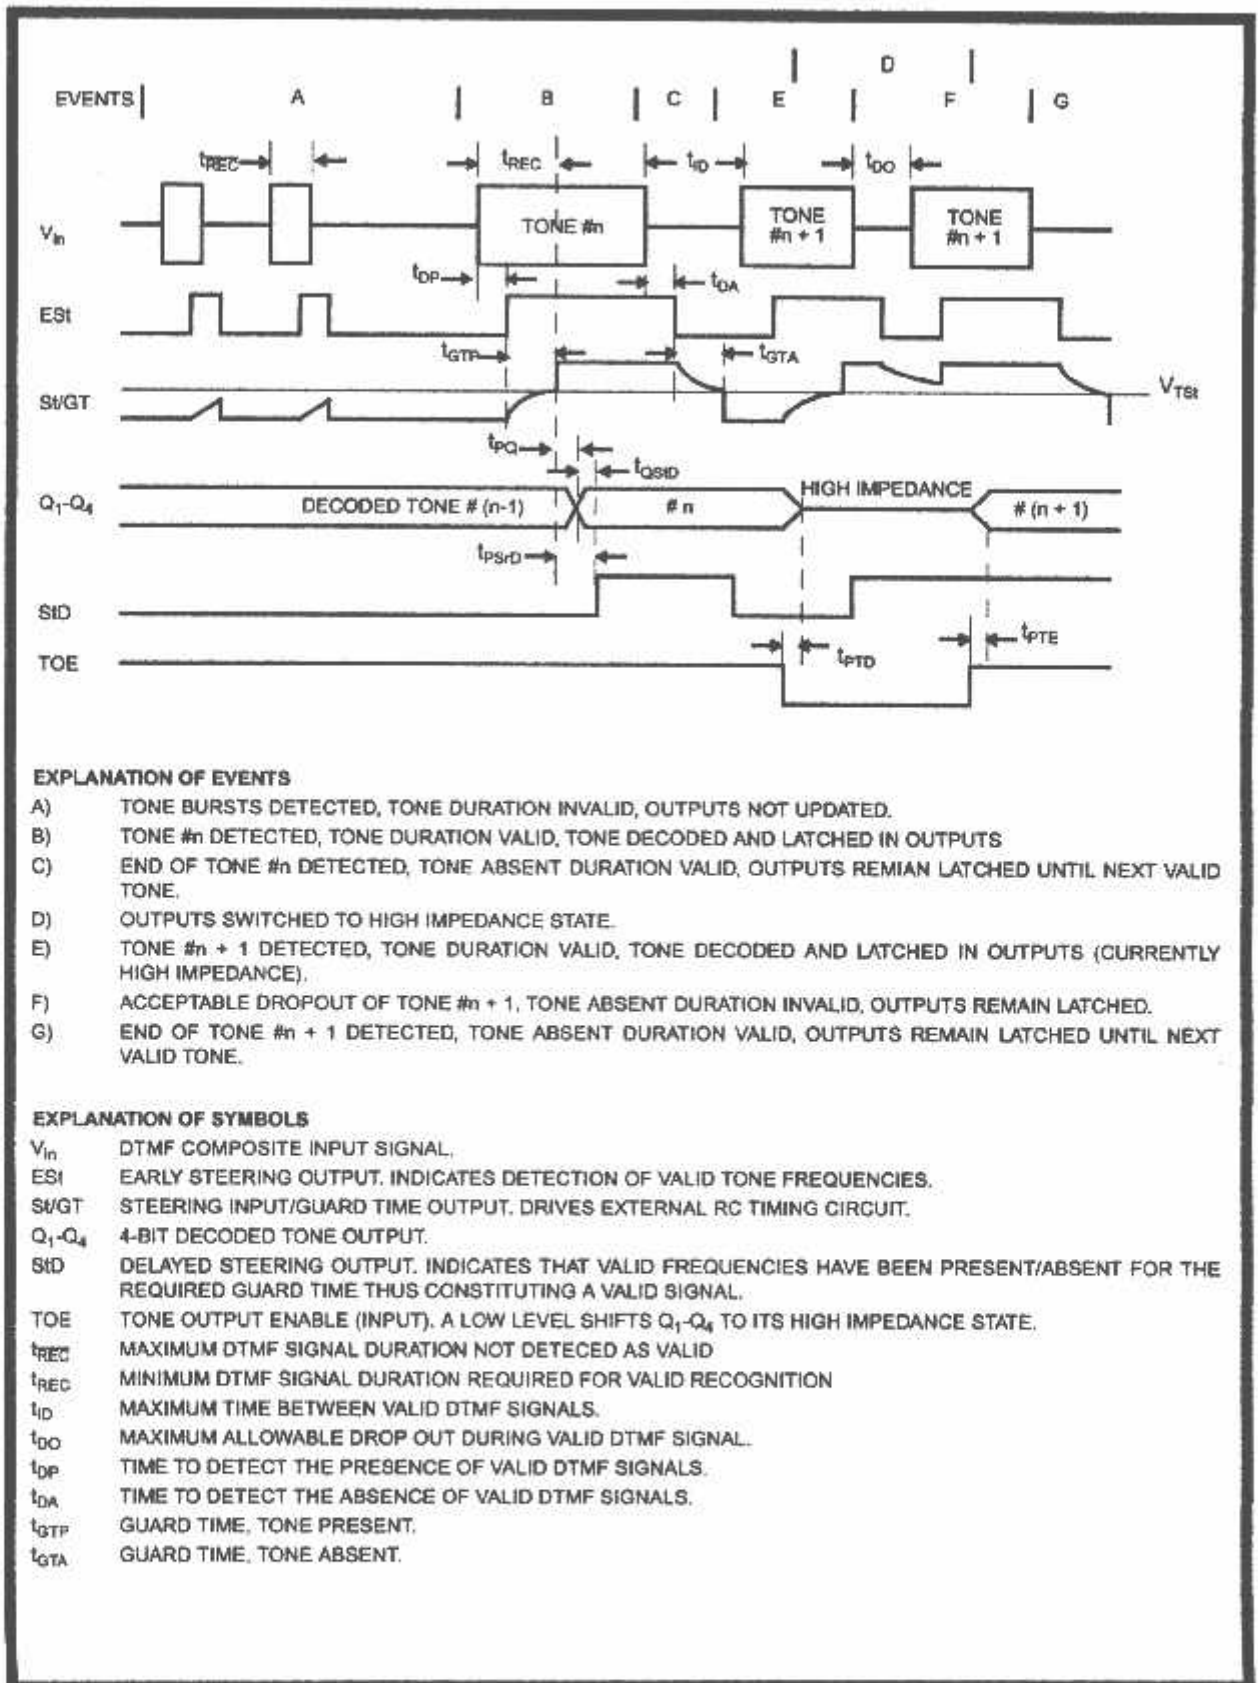 D
EVENTS A B C E F G
tREC tREC tID tDO
Vin TONE #n TONE #n + 1 TONE #n + 1
tDP tDA
ESt
tGTP tGTA
St/GT VTSt
tPQ tQStD
Q1-Q4 DECODED TONE # (n-1) # n HIGH IMPEDANCE # (n + 1)
tPSrD
StD
tPTD tPTE
TOE
EXPLANATION OF EVENTS
A) TONE BURSTS DETECTED, TONE DURATION INVALID, OUTPUTS NOT UPDATED.
B) TONE #n DETECTED, TONE DURATION VALID, TONE DECODED AND LATCHED IN OUTPUTS
C) END OF TONE #n DETECTED, TONE ABSENT DURATION VALID, OUTPUTS REMIAN LATCHED UNTIL NEXT VALID
TONE.
D) OUTPUTS SWITCHED TO HIGH IMPEDANCE STATE.
E) TONE #n + 1 DETECTED, TONE DURATION VALID, TONE DECODED AND LATCHED IN OUTPUTS (CURRENTLY
HIGH IMPEDANCE).
F) ACCEPTABLE DROPOUT OF TONE #n + 1, TONE ABSENT DURATION INVALID, OUTPUTS REMAIN LATCHED.
G) END OF TONE #n + 1 DETECTED, TONE ABSENT DURATION VALID, OUTPUTS REMAIN LATCHED UNTIL NEXT
VALID TONE.
EXPLANATION OF SYMBOLS
Vin DTMF COMPOSITE INPUT SIGNAL.
ESt EARLY STEERING OUTPUT. INDICATES DETECTION OF VALID TONE FREQUENCIES.
St/GT STEERING INPUT/GUARD TIME OUTPUT. DRIVES EXTERNAL RC TIMING CIRCUIT.
Q1-Q4 4-BIT DECODED TONE OUTPUT.
StD DELAYED STEERING OUTPUT. INDICATES THAT VALID FREQUENCIES HAVE BEEN PRESENT/ABSENT FOR THE
REQUIRED GUARD TIME THUS CONSTITUTING A VALID SIGNAL.
TOE TONE OUTPUT ENABLE (INPUT). A LOW LEVEL SHIFTS Q1-Q4 TO ITS HIGH IMPEDANCE STATE.
tREC MAXIMUM DTMF SIGNAL DURATION NOT DETECED AS VALID
tREC MINIMUM DTMF SIGNAL DURATION REQUIRED FOR VALID RECOGNITION
tID MAXIMUM TIME BETWEEN VALID DTMF SIGNALS.
tDO MAXIMUM ALLOWABLE DROP OUT DURING VALID DTMF SIGNAL.
tDP TIME TO DETECT THE PRESENCE OF VALID DTMF SIGNALS.
tDA TIME TO DETECT THE ABSENCE OF VALID DTMF SIGNALS.
tGTP GUARD TIME, TONE PRESENT.
tGTA GUARD TIME, TONE ABSENT.